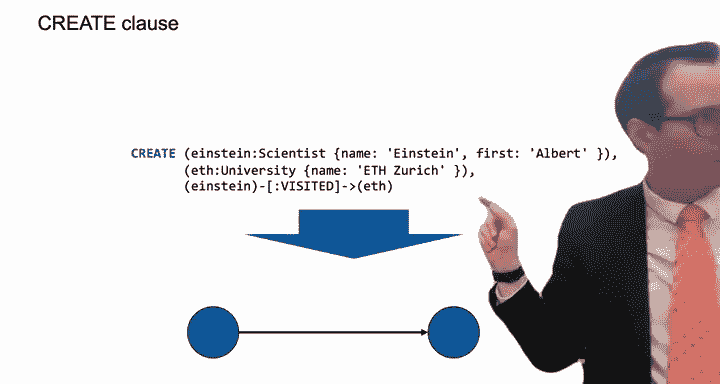 CREATE clause
CREATE (einstein:Scientist {name: 'Einstein', first: 'Albert' }),
(eth:University {name: 'ETH Zurich' }),
(einstein)-[:VISITED]->(eth)